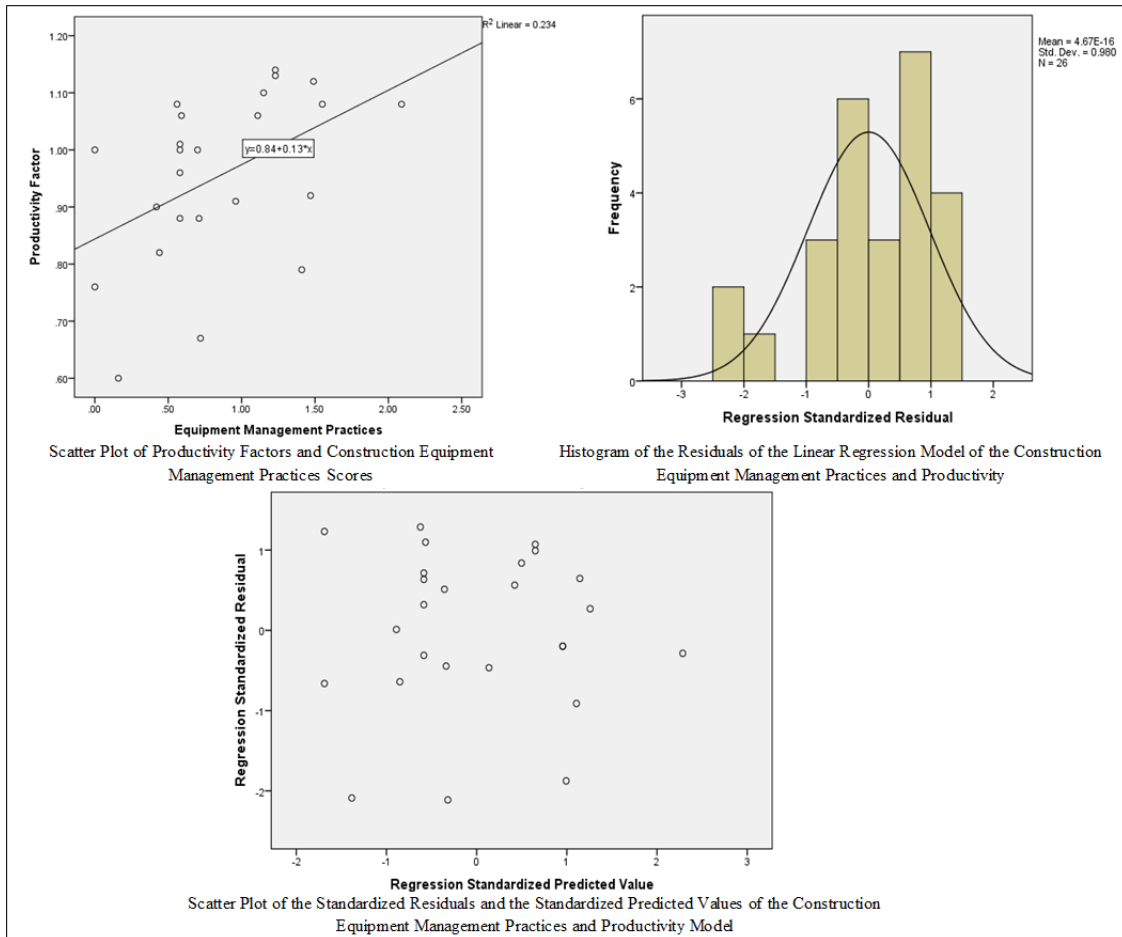 R² Linear = 0.234
1.20
1.10
1.00
.90
.80
.70
.60
Productivity Factor
y=0.84+0.13*x
.00 .50 1.00 1.50 2.00 2.50
Equipment Management Practices
Scatter Plot of Productivity Factors and Construction Equipment
Management Practices Scores
Mean = 4.67E-16
Std. Dev. = 0.980
N = 26
6
4
2
0
Frequency
-3 -2 -1 0 1 2
Regression Standardized Residual
Histogram of the Residuals of the Linear Regression Model of the Construction
Equipment Management Practices and Productivity
1
0
-1
-2
Regression Standardized Residual
-2 -1 0 1 2 3
Regression Standardized Predicted Value
Scatter Plot of the Standardized Residuals and the Standardized Predicted Values of the Construction
Equipment Management Practices and Productivity Model